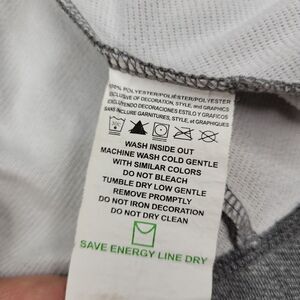 100% POLYESTER/POLIÉSTER/POLYESTER
EXCLUSIVE OF DECORATION, STYLE, and GRAPHICS
EXCLUYENDO DECORACIONES ESTILO Y GRAFICOS
SANS INCLURE GARNITURES, STYLE, et GRAPHIQUES
WASH INSIDE OUT
MACHINE WASH COLD GENTLE
WITH SIMILAR COLORS
DO NOT BLEACH
TUMBLE DRY LOW GENTLE
REMOVE PROMPTLY
DO NOT IRON DECORATION
DO NOT DRY CLEAN
SAVE ENERGY LINE DRY